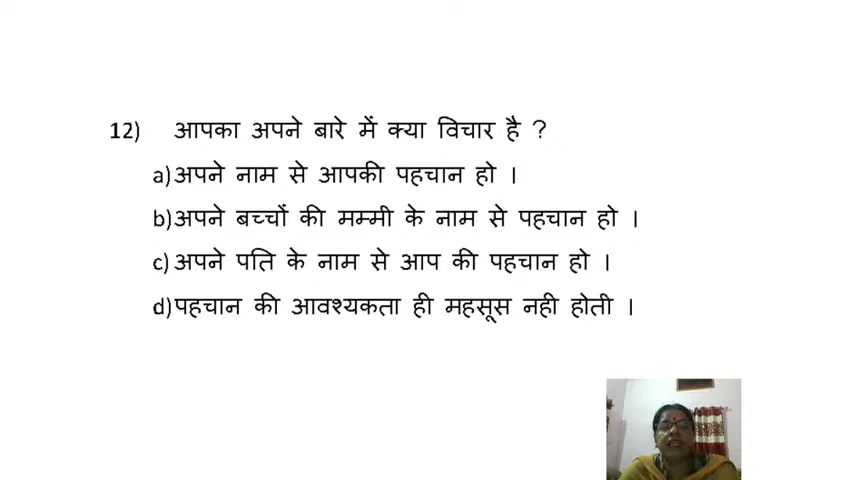 12) आपका अपने बारे में क्या विचार है ?
a)अपने नाम से आपकी पहचान हो ।
b)अपने बच्चों की मम्मी के नाम से पहचान हो ।
c)अपने पति के नाम से आप की पहचान हो ।
d)पहचान की आवश्यकता ही महसूस नही होती ।